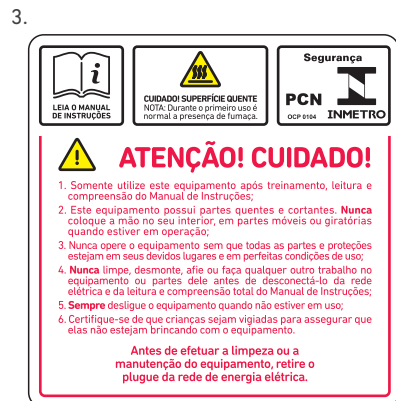 3.
LEIA O MANUAL
DE INSTRUÇÕES
CUIDADO! SUPERFÍCIE QUENTE
NOTA: Durante o primeiro uso é
normal a presença de fumaça.
Segurança
PCN
OCP 0104
INMETRO
ATENÇÃO! CUIDADO!
1. Somente utilize este equipamento após treinamento, leitura e
compreensão do Manual de Instruções;
2. Este equipamento possui partes quentes e cortantes. Nunca
coloque a mão no seu interior, em partes móveis ou giratórias
quando estiver em operação;
3. Nunca opere o equipamento sem que todas as partes e proteções
estejam em seus devidos lugares e em perfeitas condições de uso;
4. Nunca limpe, desmonte, afie ou faça qualquer outro trabalho no
equipamento ou partes dele antes de desconectá-lo da rede
elétrica e da leitura e compreensão total do Manual de Instruções;
5. Sempre desligue o equipamento quando não estiver em uso;
6. Certifique-se de que crianças sejam vigiadas para assegurar que
elas não estejam brincando com o equipamento.
Antes de efetuar a limpeza ou a
manutenção do equipamento, retire o
plugue da rede de energia elétrica.